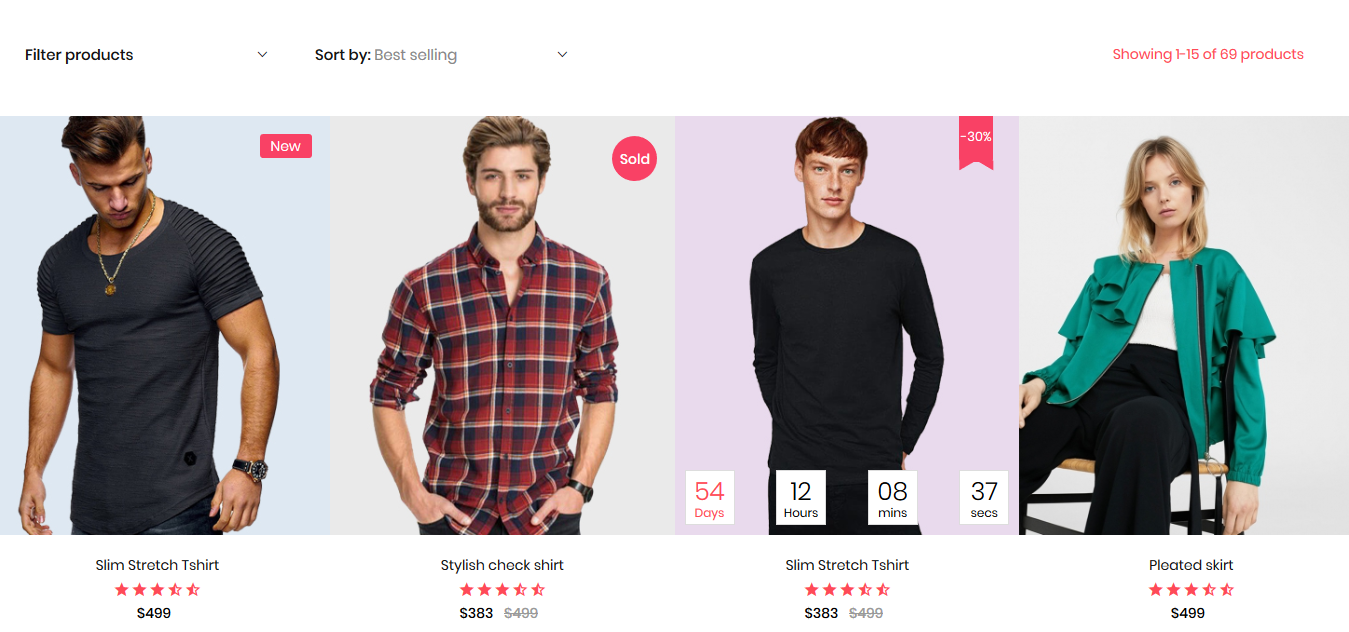 Filter products
Sort by: Best selling
Showing 1-15 of 69 products
New
Sold
-30%
54 12 08 37
Days Hours mins secs
Slim Stretch Tshirt
$499
Stylish check shirt
$383 $499
Slim Stretch Tshirt
$383 $499
Pleated skirt
$499